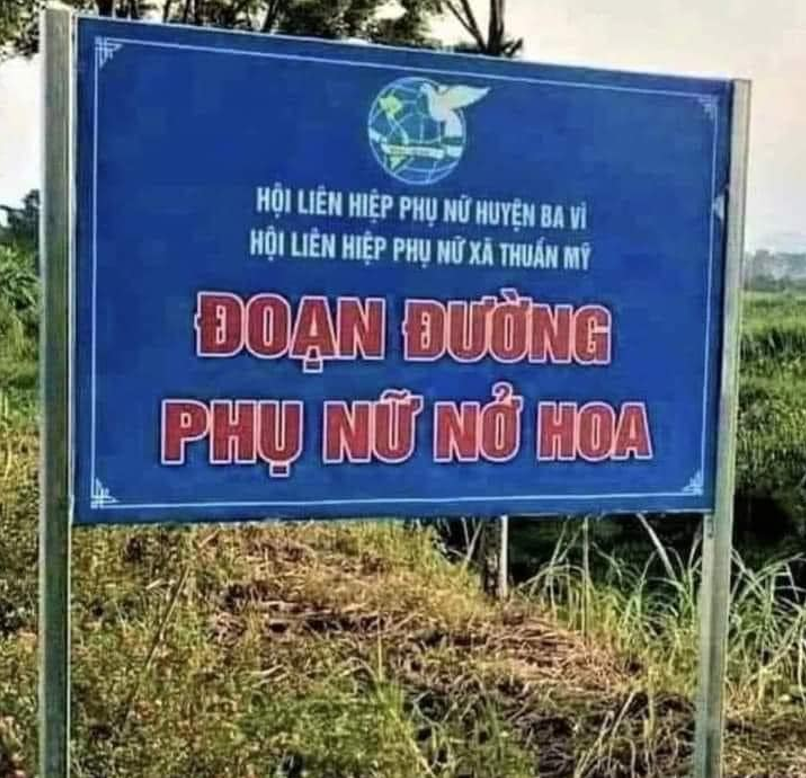 HỘI LIÊN HIỆP PHỤ NỮ HUYỆN BA VÌ
HỘI LIÊN HIỆP PHỤ NỮ XÃ THUẦN MỸ
ĐOẠN ĐƯỜNG
PHỤ NỮ NỞ HOA